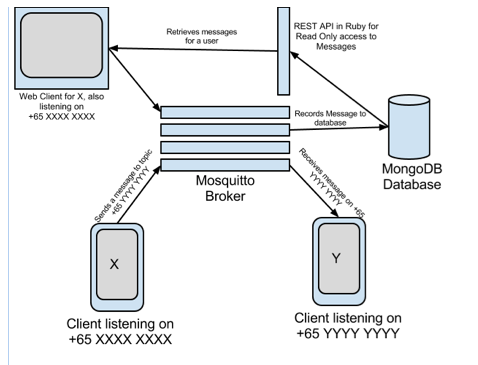 Retrieves messages
for a user
REST API in Ruby for
Read Only access to
Messages
Web Client for X, also
listening on
+65 XXXX XXXX
Records Message to
database
MongoDB
Database
Mosquitto
Broker
Sends a message to topic
+65 YYYY YYYY
Receives message on +65
YYYY YYYY
X
Y
Client listening on
+65 XXXX XXXX
Client listening on
+65 YYYY YYYY